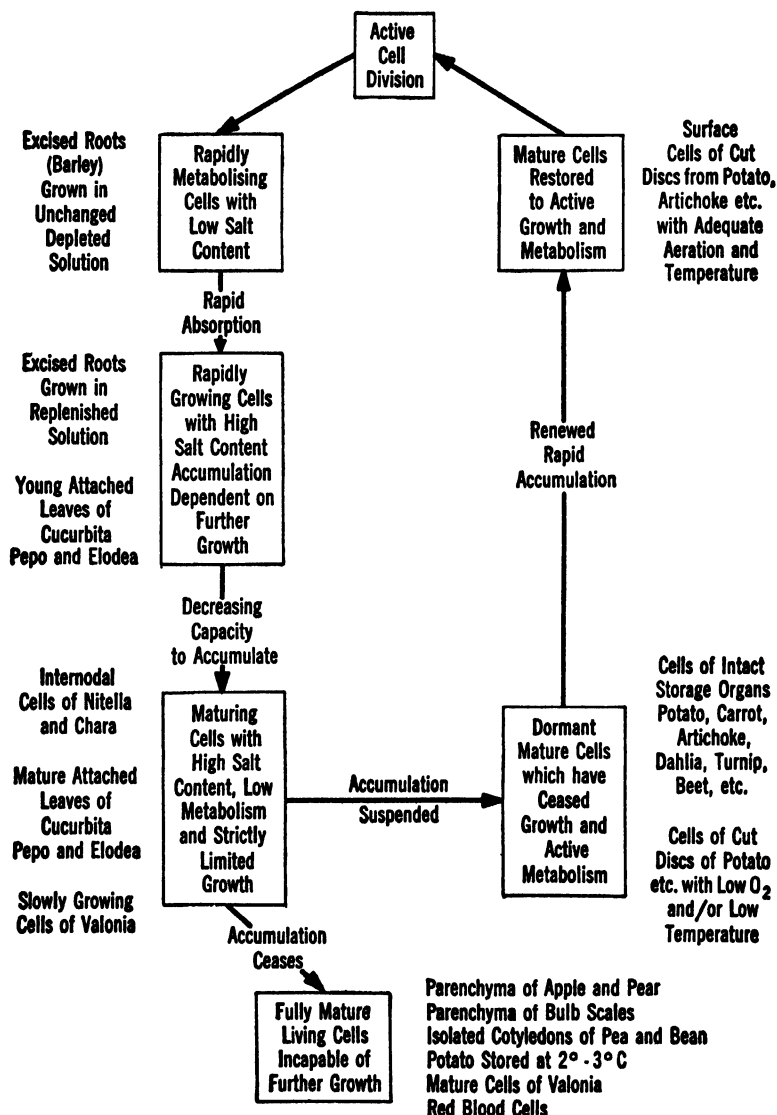 Active
Cell
Division
Excised Roots
(Barley)
Grown in
Unchanged
Depleted
Solution
Rapidly
Metabolising
Cells with
Low Salt
Content
Mature Cells
Restored
to Active
Growth and
Metabolism
Surface
Cells of Cut
Discs from Potato,
Artichoke etc.
with Adequate
Aeration and
Temperature
Rapid
Absorption
Excised Roots
Grown in
Replenished
Solution
Young Attached
Leaves of
Cucurbita
Pepo and Elodea
Rapidly
Growing Cells
with High
Salt Content
Accumulation
Dependent on
Further
Growth
Renewed
Rapid
Accumulation
Decreasing
Capacity
to Accumulate
Internodal
Cells of Nitella
and Chara
Mature Attached
Leaves of
Cucurbita
Pepo and Elodea
Slowly Growing
Cells of Valonia
Maturing
Cells with
High Salt
Content, Low
Metabolism
and Strictly
Limited
Growth
Accumulation
Suspended
Dormant
Mature Cells
which have
Ceased
Growth and
Active
Metabolism
Cells of Intact
Storage Organs
Potato, Carrot,
Artichoke,
Dahlia, Turnip,
Beet, etc.
Cells of Cut
Discs of Potato
etc. with Low O2
and/or Low
Temperature
Accumulation
Ceases
Fully Mature
Living Cells
Incapable of
Further Growth
Parenchyma of Apple and Pear
Parenchyma of Bulb Scales
Isolated Cotyledons of Pea and Bean
Potato Stored at 2° - 3° C
Mature Cells of Valonia
Red Blood Cells